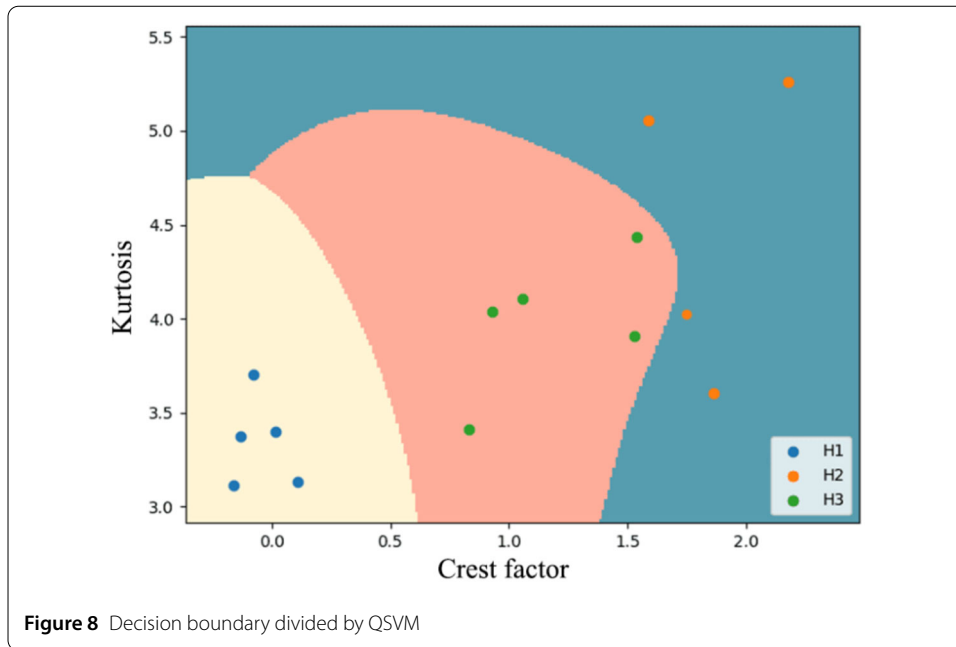 5.5
5.0
4.5
4.0
3.5
3.0
Kurtosis
0.0 0.5 1.0 1.5 2.0
Crest factor
H1
H2
H3
Figure 8 Decision boundary divided by QSVM